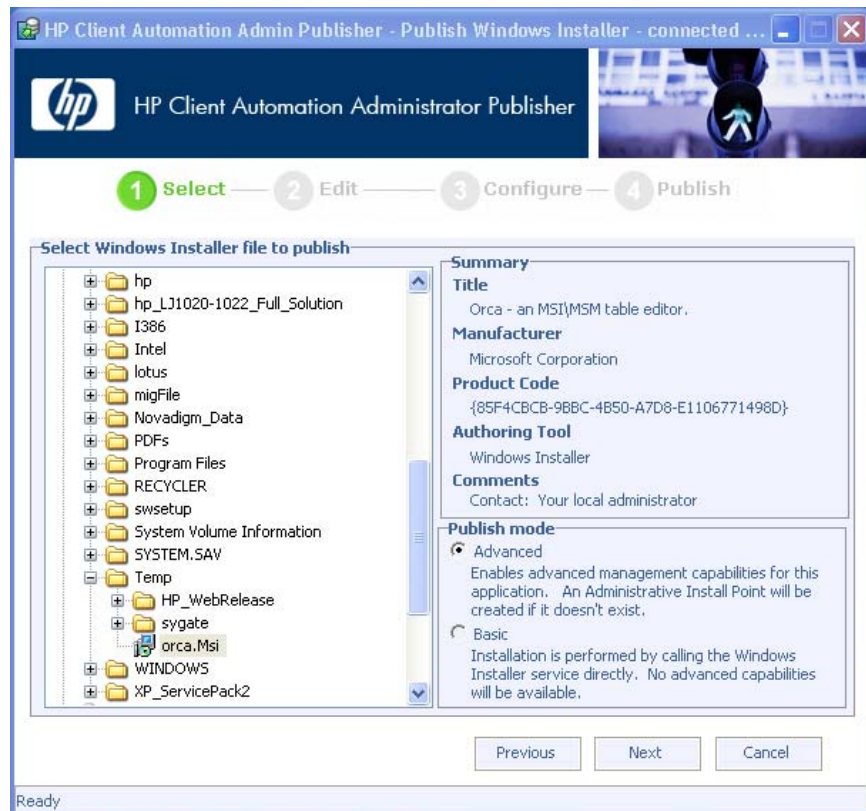 HP Client Automation Admin Publisher - Publish Windows Installer - connected ...
hp
HP Client Automation Administrator Publisher
1 Select
2 Edit
3 Configure
4 Publish
Select Windows Installer file to publish
hp
hp_LJ1020-1022_Full_Solution
I386
Intel
lotus
migFile
Novadigm_Data
PDFs
Program Files
RECYCLER
swsetup
System Volume Information
SYSTEM.SAV
Temp
HP_WebRelease
sygate
orca.Msi
WINDOWS
XP_ServicePack2
Summary
Title
Orca - an MSI\MSM table editor.
Manufacturer
Microsoft Corporation
Product Code
{85F4CBCB-9BBC-4B50-A7D8-E1106771498D}
Authoring Tool
Windows Installer
Comments
Contact: Your local administrator
Publish mode
Advanced
Enables advanced management capabilities for this
application. An Administrative Install Point will be
created if it doesn't exist.
Basic
Installation is performed by calling the Windows
Installer service directly. No advanced capabilities
will be available.
Previous
Next
Cancel
Ready